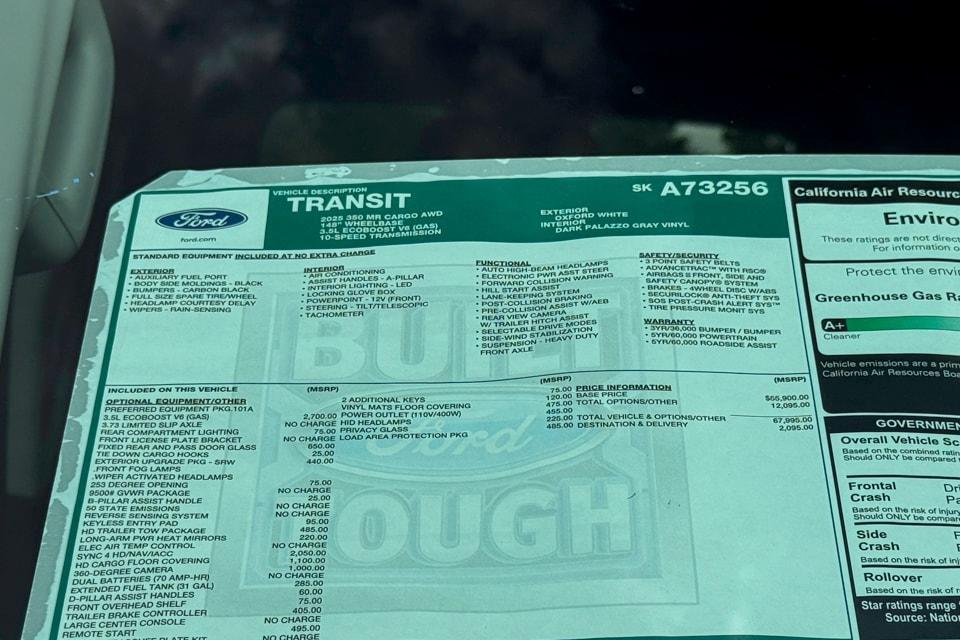 Ford
ford.com
VEHICLE DESCRIPTION
TRANSIT
2025 350 MR CARGO AWD
148" WHEELBASE
3.5L ECOBOOST V6 (GAS)
10-SPEED TRANSMISSION
SK A73256
EXTERIOR
OXFORD WHITE
INTERIOR
DARK PALAZZO GRAY VINYL
STANDARD EQUIPMENT INCLUDED AT NO EXTRA CHARGE
EXTERIOR
• AUXILIARY FUEL PORT
• BODY SIDE MOLDINGS - BLACK
• BUMPERS - CARBON BLACK
• FULL SIZE SPARE TIRE/WHEEL
• HEADLAMP COURTESY DELAY
• WIPERS - RAIN-SENSING
INTERIOR
• AIR CONDITIONING
• ASSIST HANDLES - A-PILLAR
• INTERIOR LIGHTING - LED
• LOCKING GLOVE BOX
• POWERPOINT - 12V (FRONT)
• STEERING - TILT/TELESCOPIC
• TACHOMETER
FUNCTIONAL
• AUTO HIGH-BEAM HEADLAMPS
• ELECTRONIC PWR ASST STEER
• FORWARD COLLISION WARNING
• HILL START ASSIST
• LANE-KEEPING SYSTEM
• POST-COLLISION BRAKING
• PRE-COLLISION ASSIST W/AEB
• REAR VIEW CAMERA
W/ TRAILER HITCH ASSIST
• SELECTABLE DRIVE MODES
• SIDE-WIND STABILIZATION
• SUSPENSION - HEAVY DUTY
FRONT AXLE
SAFETY/SECURITY
• 3 POINT SAFETY BELTS
• ADVANCETRAC™ WITH RSC®
• AIRBAGS II FRONT, SIDE AND
SAFETY CANOPY® SYSTEM
• BRAKES - 4WHEEL DISC W/ABS
• SECURILOCK® ANTI-THEFT SYS
• SOS POST-CRASH ALERT SYS™
• TIRE PRESSURE MONIT SYS
WARRANTY
• 3YR/36,000 BUMPER / BUMPER
• 5YR/60,000 POWERTRAIN
• 5YR/60,000 ROADSIDE ASSIST
BUILT
Ford
TOUGH
INCLUDED ON THIS VEHICLE
(MSRP)
OPTIONAL EQUIPMENT/OTHER
PREFERRED EQUIPMENT PKG.101A
3.5L ECOBOOST V6 (GAS)
3.73 LIMITED SLIP AXLE
REAR COMPARTMENT LIGHTING
FRONT LICENSE PLATE BRACKET
FIXED REAR AND PASS DOOR GLASS
TIE DOWN CARGO HOOKS
EXTERIOR UPGRADE PKG - SRW
.FRONT FOG LAMPS
.WIPER ACTIVATED HEADLAMPS
253 DEGREE OPENING
9500# GVWR PACKAGE
B-PILLAR ASSIST HANDLE
50 STATE EMISSIONS
REVERSE SENSING SYSTEM
KEYLESS ENTRY PAD
HD TRAILER TOW PACKAGE
LONG-ARM PWR HEAT MIRRORS
ELEC AIR TEMP CONTROL
SYNC 4 HD/NAV/IACC
HD CARGO FLOOR COVERING
360-DEGREE CAMERA
DUAL BATTERIES (70 AMP-HR)
EXTENDED FUEL TANK (31 GAL)
D-PILLAR ASSIST HANDLES
FRONT OVERHEAD SHELF
TRAILER BRAKE CONTROLLER
LARGE CENTER CONSOLE
REMOTE START
2,700.00
NO CHARGE
75.00
NO CHARGE
650.00
25.00
440.00
75.00
NO CHARGE
25.00
NO CHARGE
NO CHARGE
95.00
485.00
220.00
NO CHARGE
2,050.00
1,100.00
1,000.00
NO CHARGE
285.00
60.00
75.00
405.00
NO CHARGE
495.00
NO CHARGE
(MSRP)
2 ADDITIONAL KEYS
VINYL MATS FLOOR COVERING
POWER OUTLET (110V/400W)
HID HEADLAMPS
PRIVACY GLASS
LOAD AREA PROTECTION PKG
75.00
120.00
475.00
455.00
225.00
485.00
PRICE INFORMATION
(MSRP)
BASE PRICE $55,900.00
TOTAL OPTIONS/OTHER 12,095.00
TOTAL VEHICLE & OPTIONS/OTHER 67,995.00
DESTINATION & DELIVERY 2,095.00
California Air Resourc
Enviro
These ratings are not direct
For information o
Protect the envi
Greenhouse Gas Ra
A+
Cleaner
Vehicle emissions are a prim
California Air Resources Boa
GOVERNMEN
Overall Vehicle Sc
Based on the combined rating
Should ONLY be compared
Frontal
Crash
Dri
Pa
Based on the risk of injury
Should ONLY be compar
Side
Crash
F
Based on the risk of inj
Rollover
Based on the risk of r
Star ratings range
Source: Natio